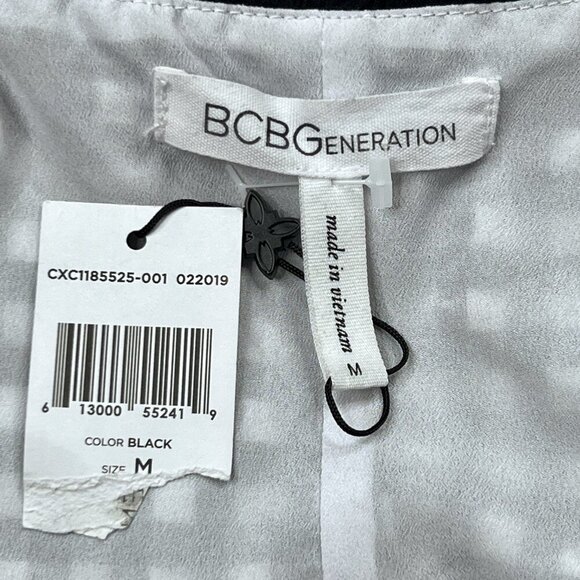 BCBGENERATION
made in vietnam
M
CXC1185525-001 022019
6 13000 55241 9
COLOR BLACK
SIZE M